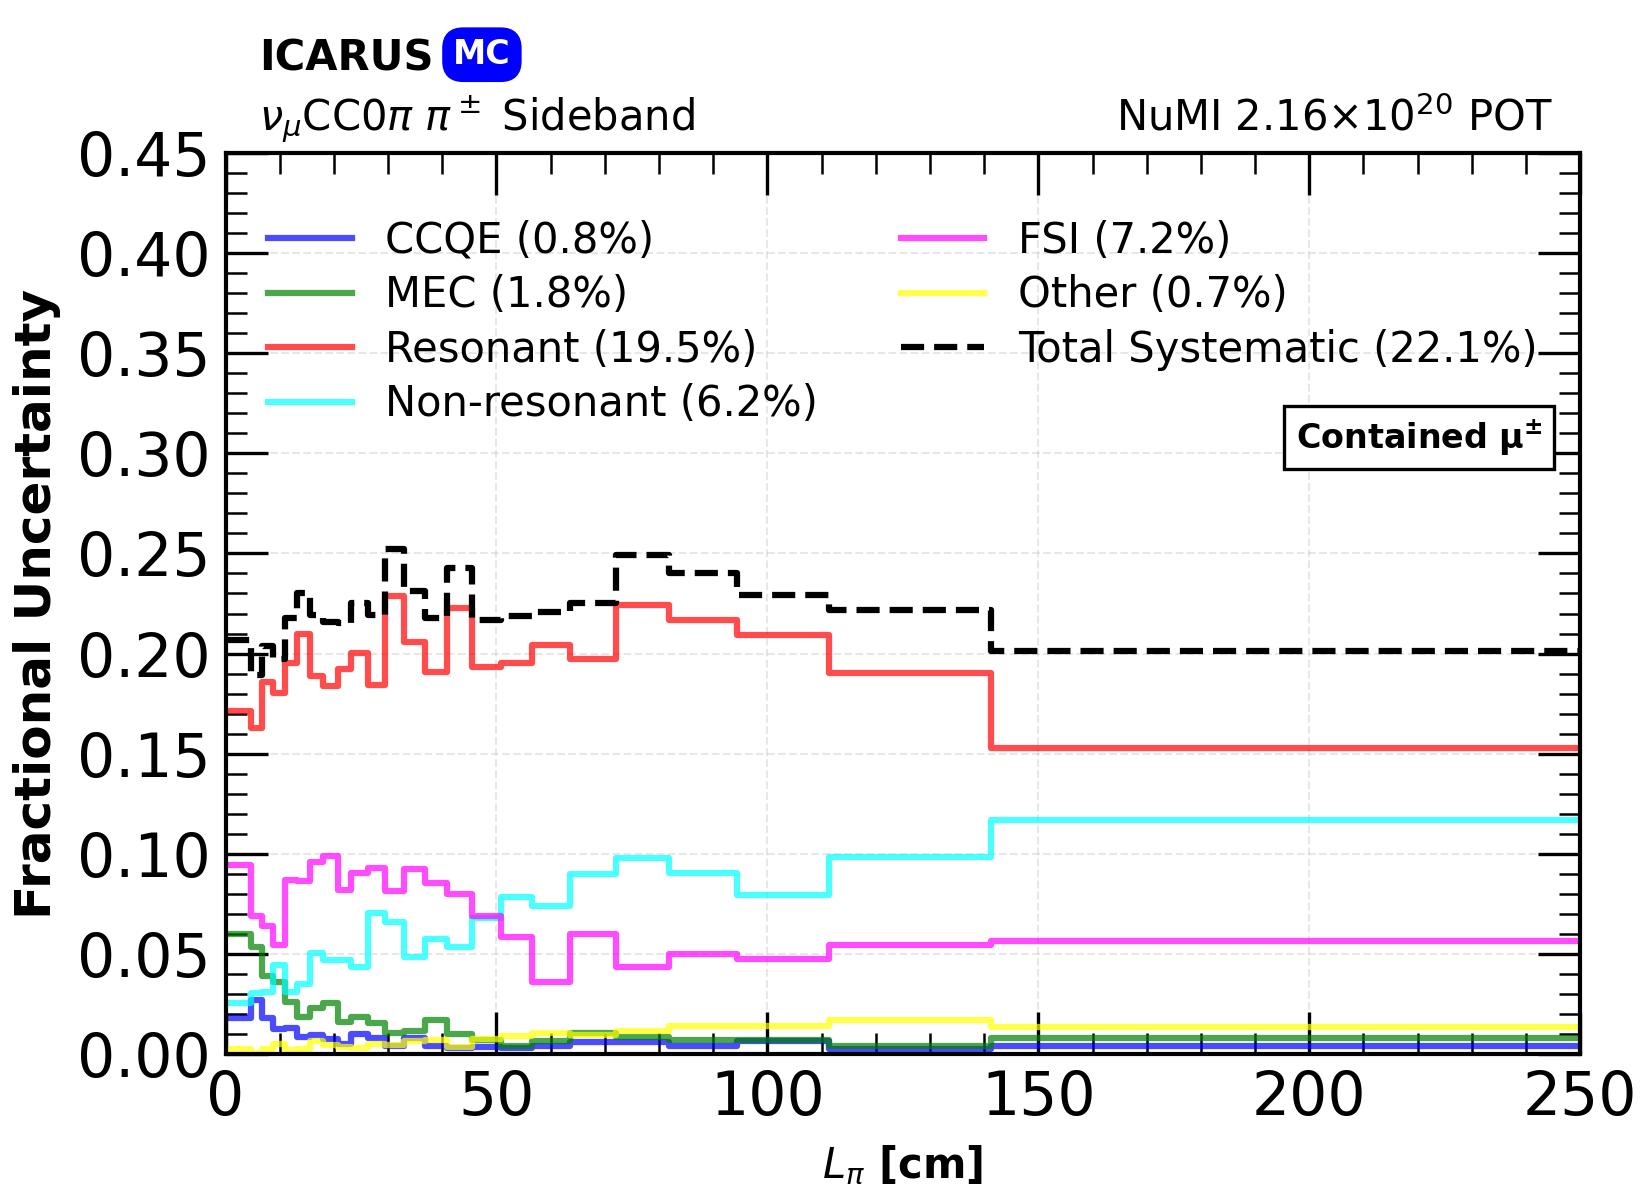 ICARUS MC
νμCC0π π± Sideband
NuMI 2.16×10²⁰ POT
0.45
0.40
0.35
0.30
0.25
0.20
0.15
0.10
0.05
0.00
Fractional Uncertainty
CCQE (0.8%)
MEC (1.8%)
Resonant (19.5%)
Non-resonant (6.2%)
FSI (7.2%)
Other (0.7%)
Total Systematic (22.1%)
Contained μ±
0 50 100 150 200 250
Lπ [cm]